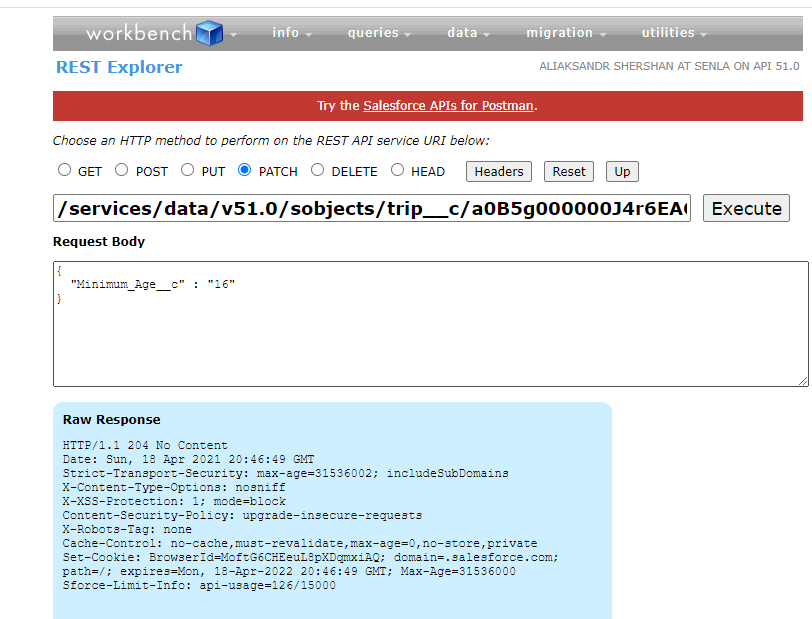 workbench info queries data migration utilities
REST Explorer ALIAKSANDR SHERSHAN AT SENLA ON API 51.0
Try the Salesforce APIs for Postman.
Choose an HTTP method to perform on the REST API service URI below:
GET POST PUT PATCH DELETE HEAD Headers Reset Up
/services/data/v51.0/sobjects/trip__c/a0B5g000000J4r6EA Execute
Request Body
{
"Minimum_Age__c" : "16"
}
Raw Response
HTTP/1.1 204 No Content
Date: Sun, 18 Apr 2021 20:46:49 GMT
Strict-Transport-Security: max-age=31536002; includeSubDomains
X-Content-Type-Options: nosniff
X-XSS-Protection: 1; mode=block
Content-Security-Policy: upgrade-insecure-requests
X-Robots-Tag: none
Cache-Control: no-cache,must-revalidate,max-age=0,no-store,private
Set-Cookie: BrowserId=MoftG6CHEeuL8pXDqmxiAQ; domain=.salesforce.com;
path=/; expires=Mon, 18-Apr-2022 20:46:49 GMT; Max-Age=31536000
Sforce-Limit-Info: api-usage=126/15000